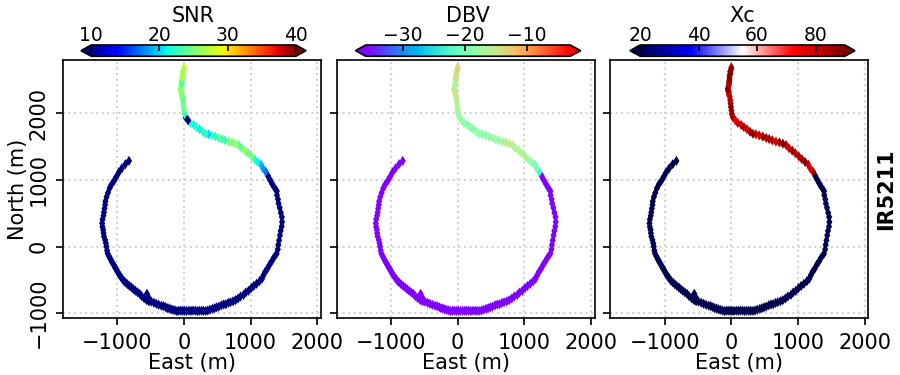 SNR DBV Xc
10 20 30 40 −30 −20 −10 20 40 60 80
North (m)
2000
1000
0
−1000
IR5211
−1000 0 1000 2000 −1000 0 1000 2000 −1000 0 1000 2000
East (m) East (m) East (m)